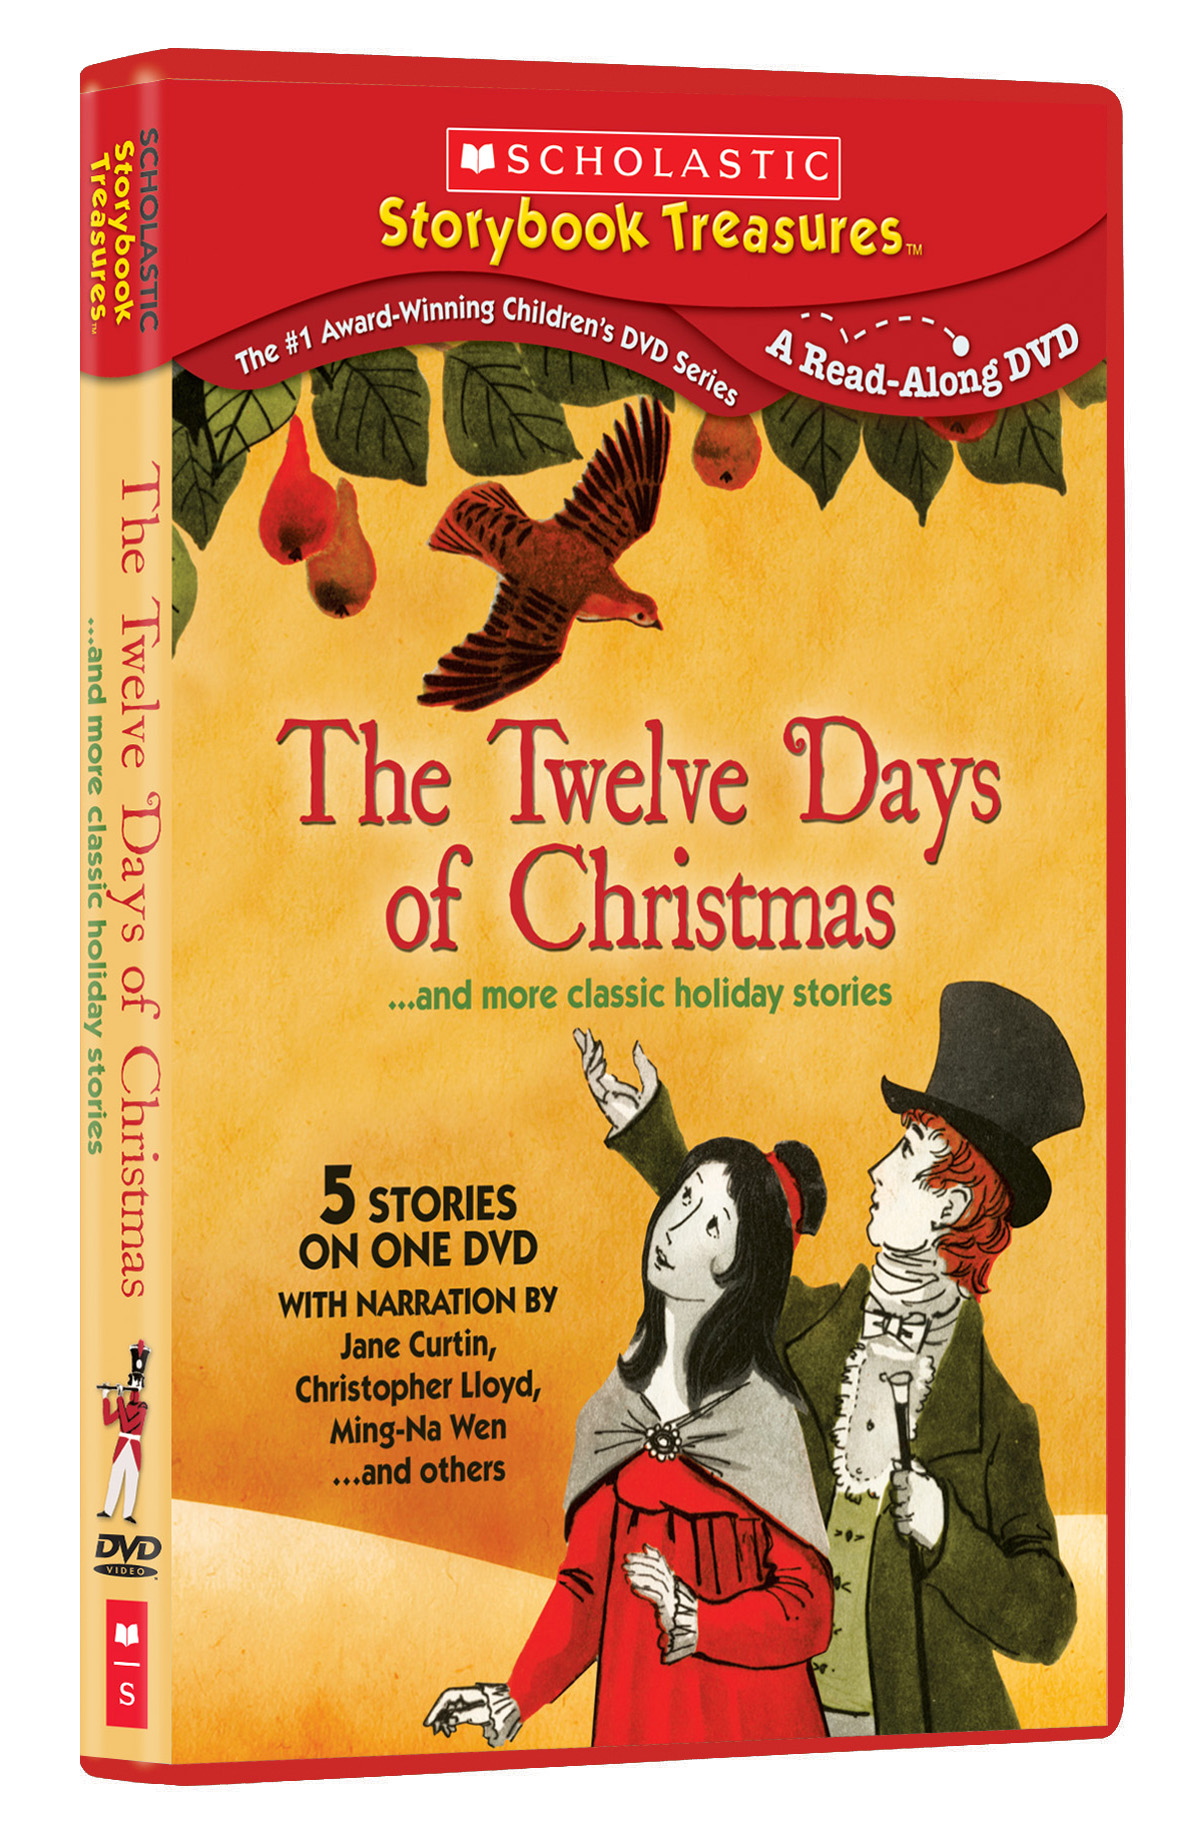 SCHOLASTIC
Storybook Treasures™
The #1 Award-Winning Children's DVD Series
A Read-Along DVD
The Twelve Days
of Christmas
...and more classic holiday stories
5 STORIES
ON ONE DVD
WITH NARRATION BY
Jane Curtin,
Christopher Lloyd,
Ming-Na Wen
...and others
SCHOLASTIC
Storybook
Treasures™
The Twelve Days of Christmas
...and more classic holiday stories
DVD
VIDEO™
S